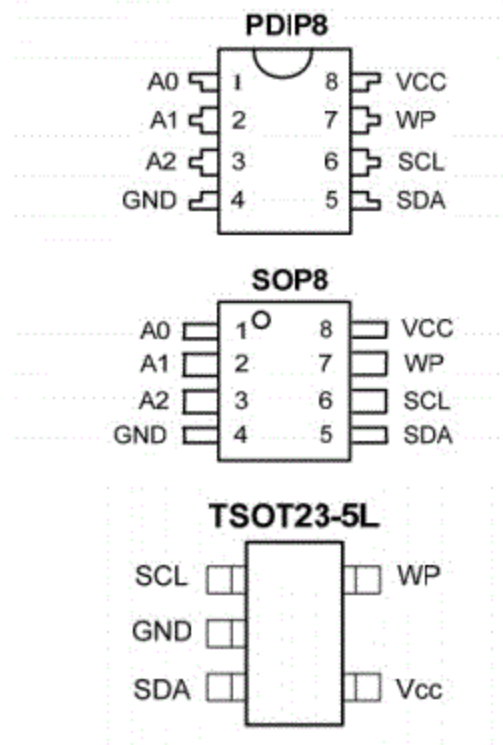 PDIP8
A0 1 8 VCC
A1 2 7 WP
A2 3 6 SCL
GND 4 5 SDA
SOP8
A0 1 8 VCC
A1 2 7 WP
A2 3 6 SCL
GND 4 5 SDA
TSOT23-5L
SCL WP
GND
SDA Vcc